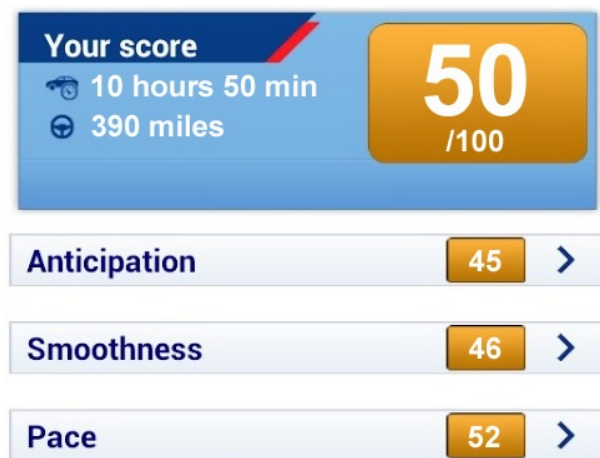 Your score
10 hours 50 min
390 miles
50
/100
Anticipation 45
Smoothness 46
Pace 52